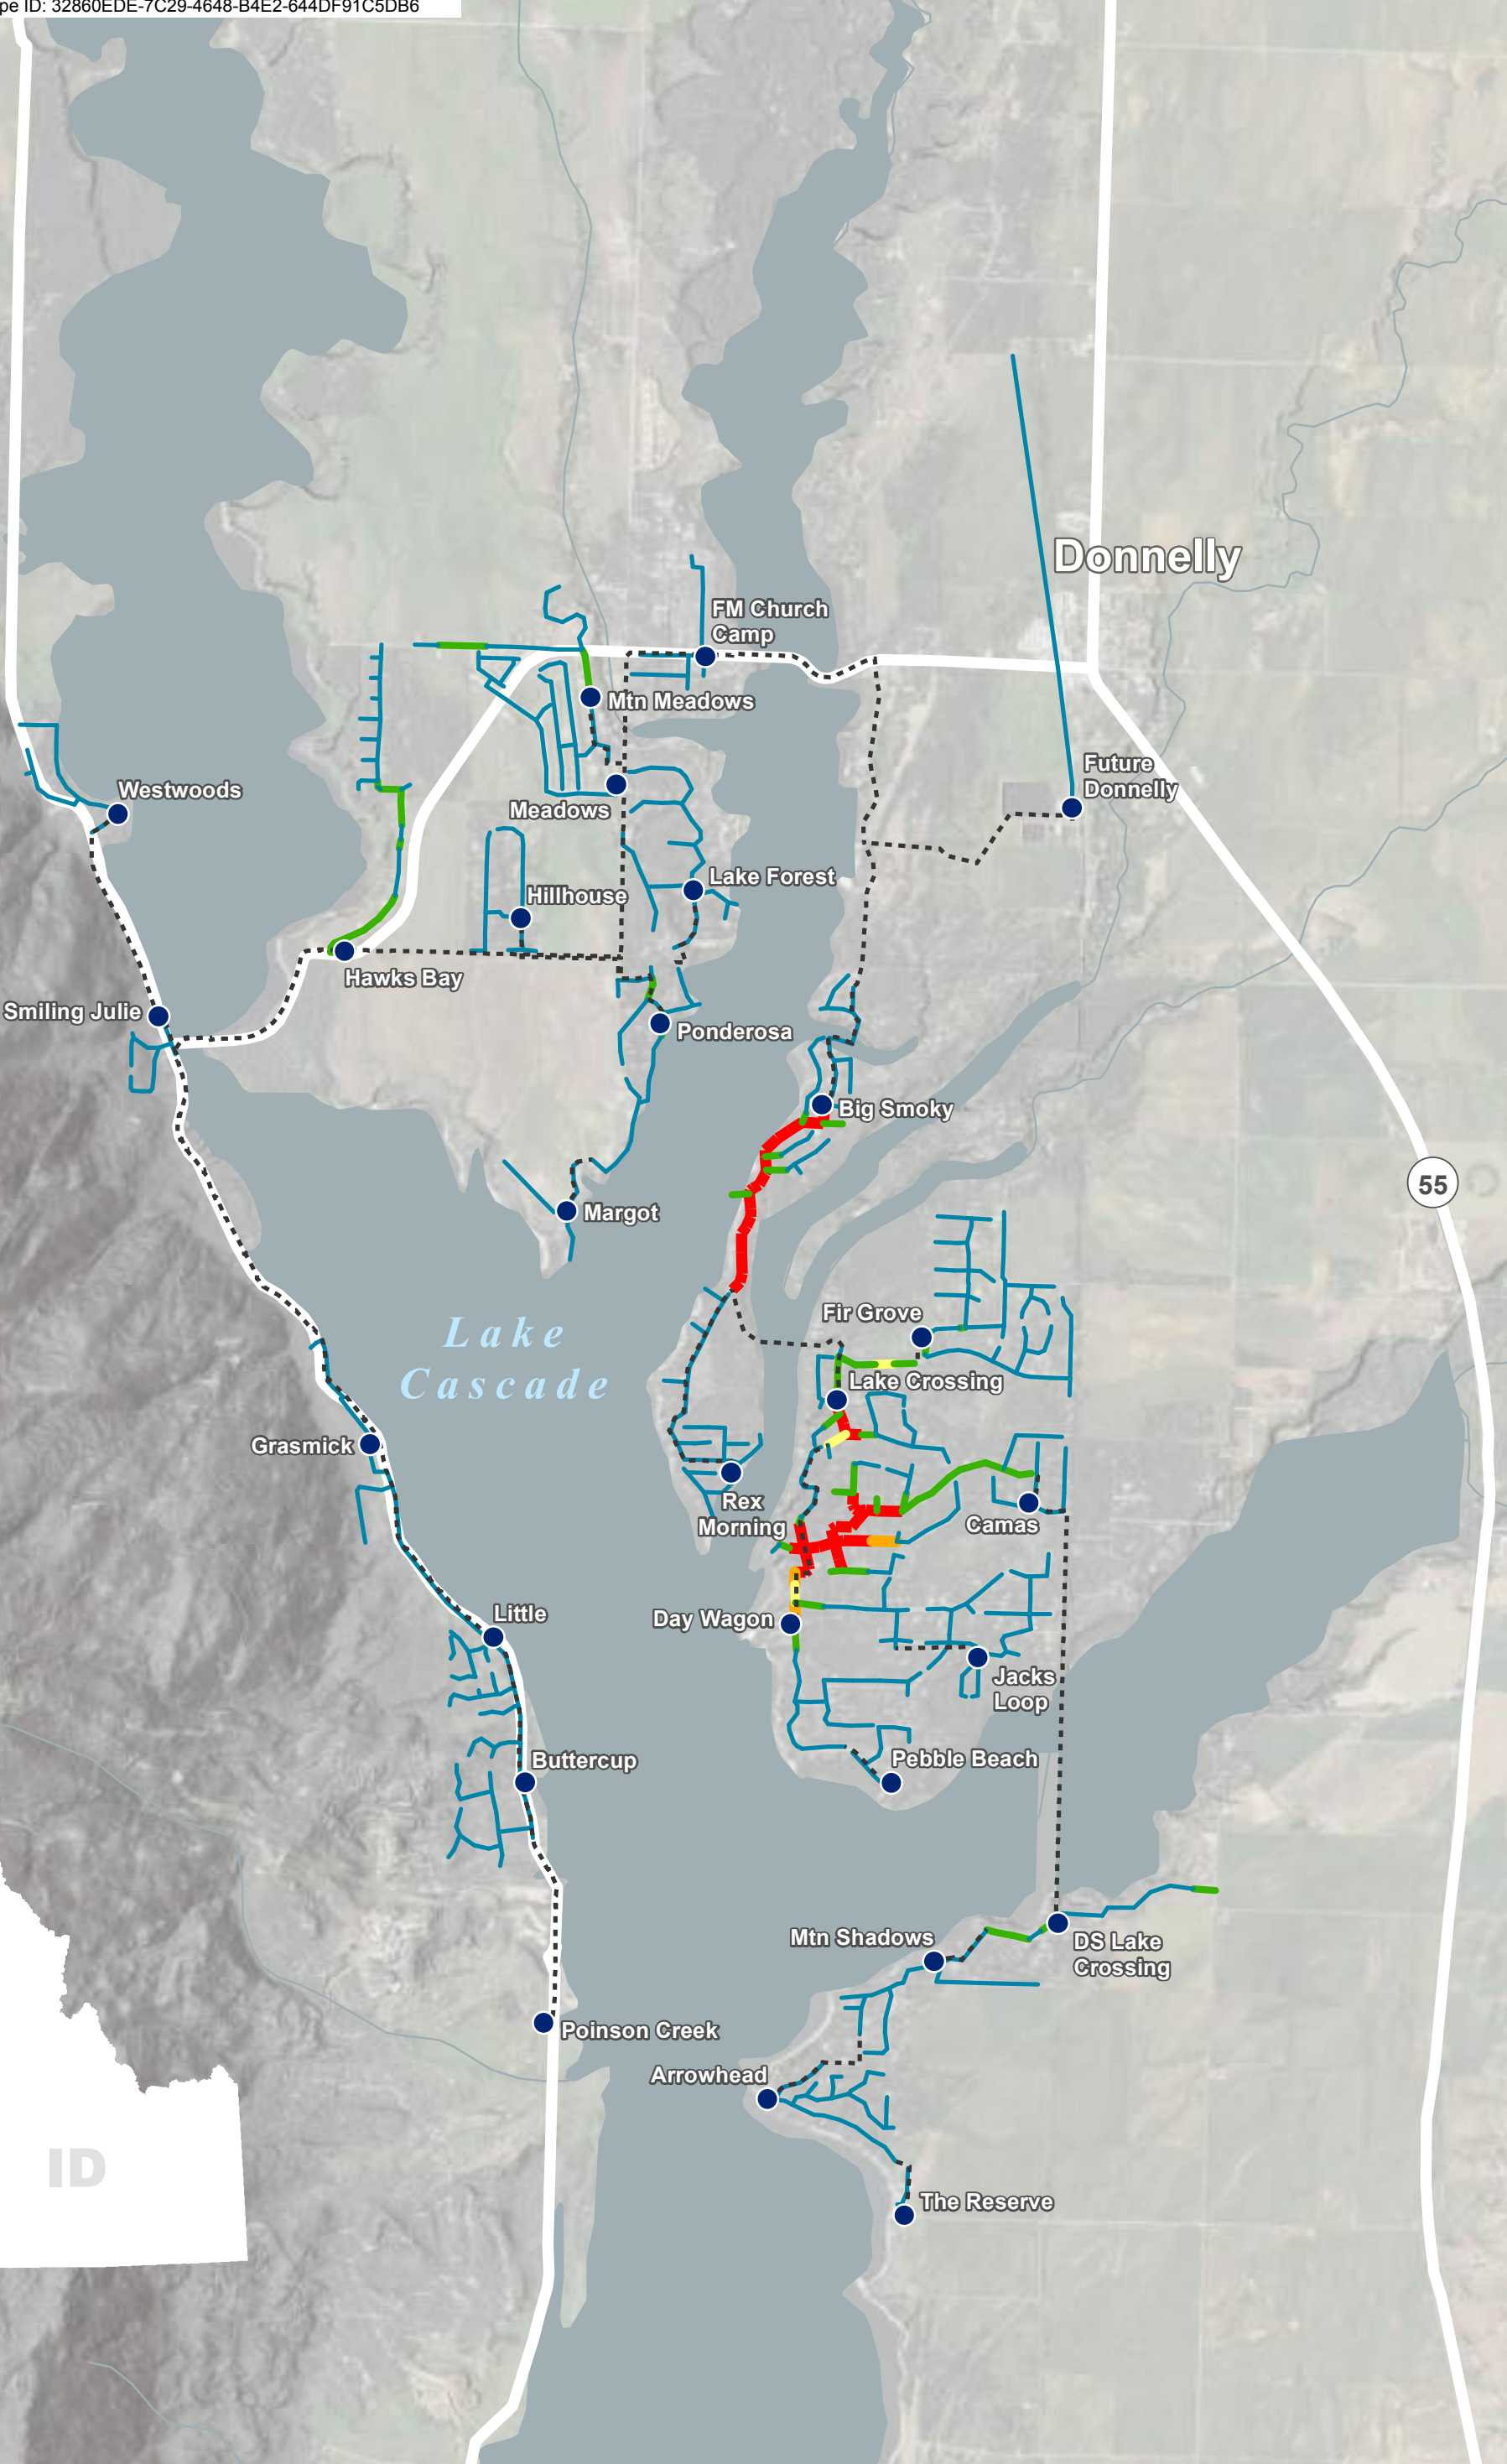 pe ID: 32860EDE-7C29-4648-B4E2-644DF91C5DB6
Donnelly
FM Church
Camp
Mtn Meadows
Westwoods
Meadows
Future
Donnelly
Lake Forest
Hillhouse
Hawks Bay
Smiling Julie
Ponderosa
Big Smoky
55
Margot
Lake
Cascade
Fir Grove
Lake Crossing
Grasmick
Rex
Morning
Camas
Little
Day Wagon
Jacks
Loop
Buttercup
Pebble Beach
Mtn Shadows
DS Lake
Crossing
Poinson Creek
Arrowhead
ID
The Reserve